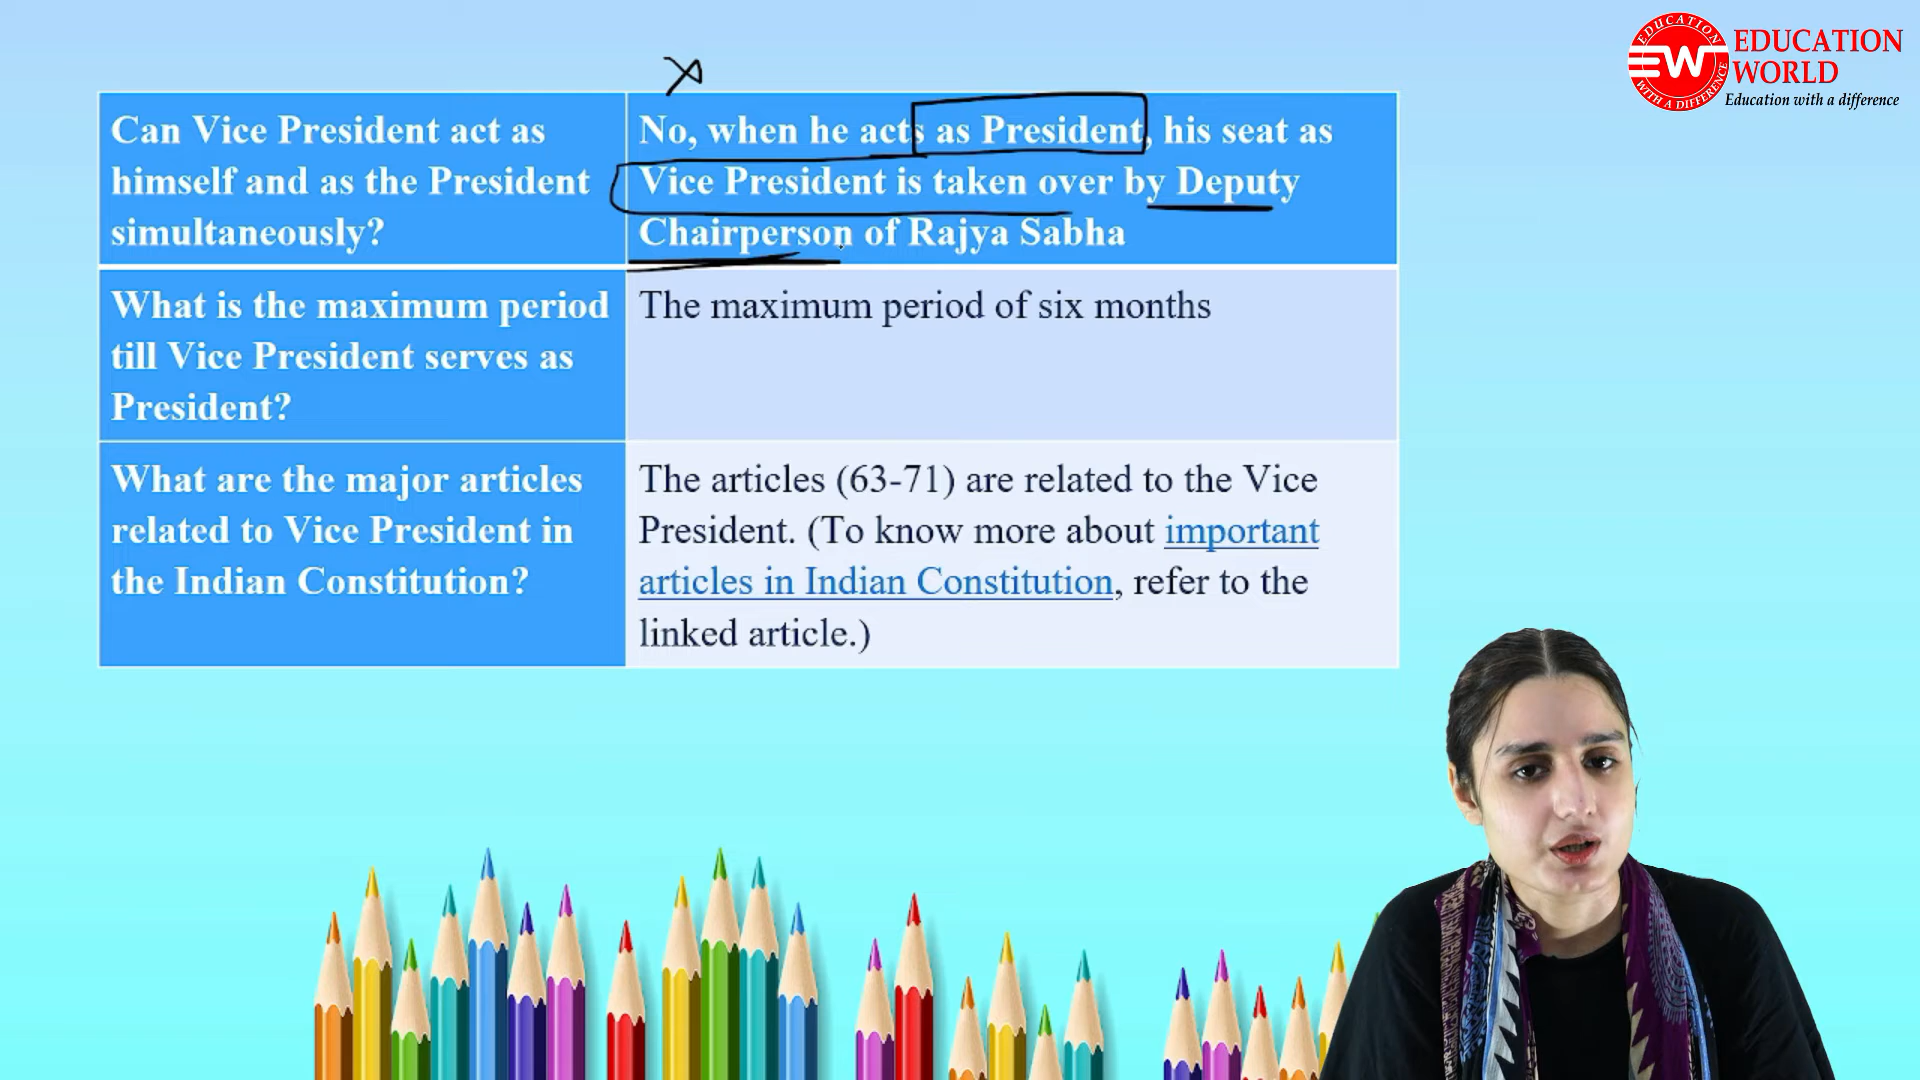 EDUCATION
WITH A DIFFERENCE
EW
EDUCATION
WORLD
Education with a difference
Can Vice President act as
himself and as the President
simultaneously?
No, when he acts as President, his seat as
Vice President is taken over by Deputy
Chairperson of Rajya Sabha
What is the maximum period
till Vice President serves as
President?
The maximum period of six months
What are the major articles
related to Vice President in
the Indian Constitution?
The articles (63-71) are related to the Vice
President. (To know more about important
articles in Indian Constitution, refer to the
linked article.)